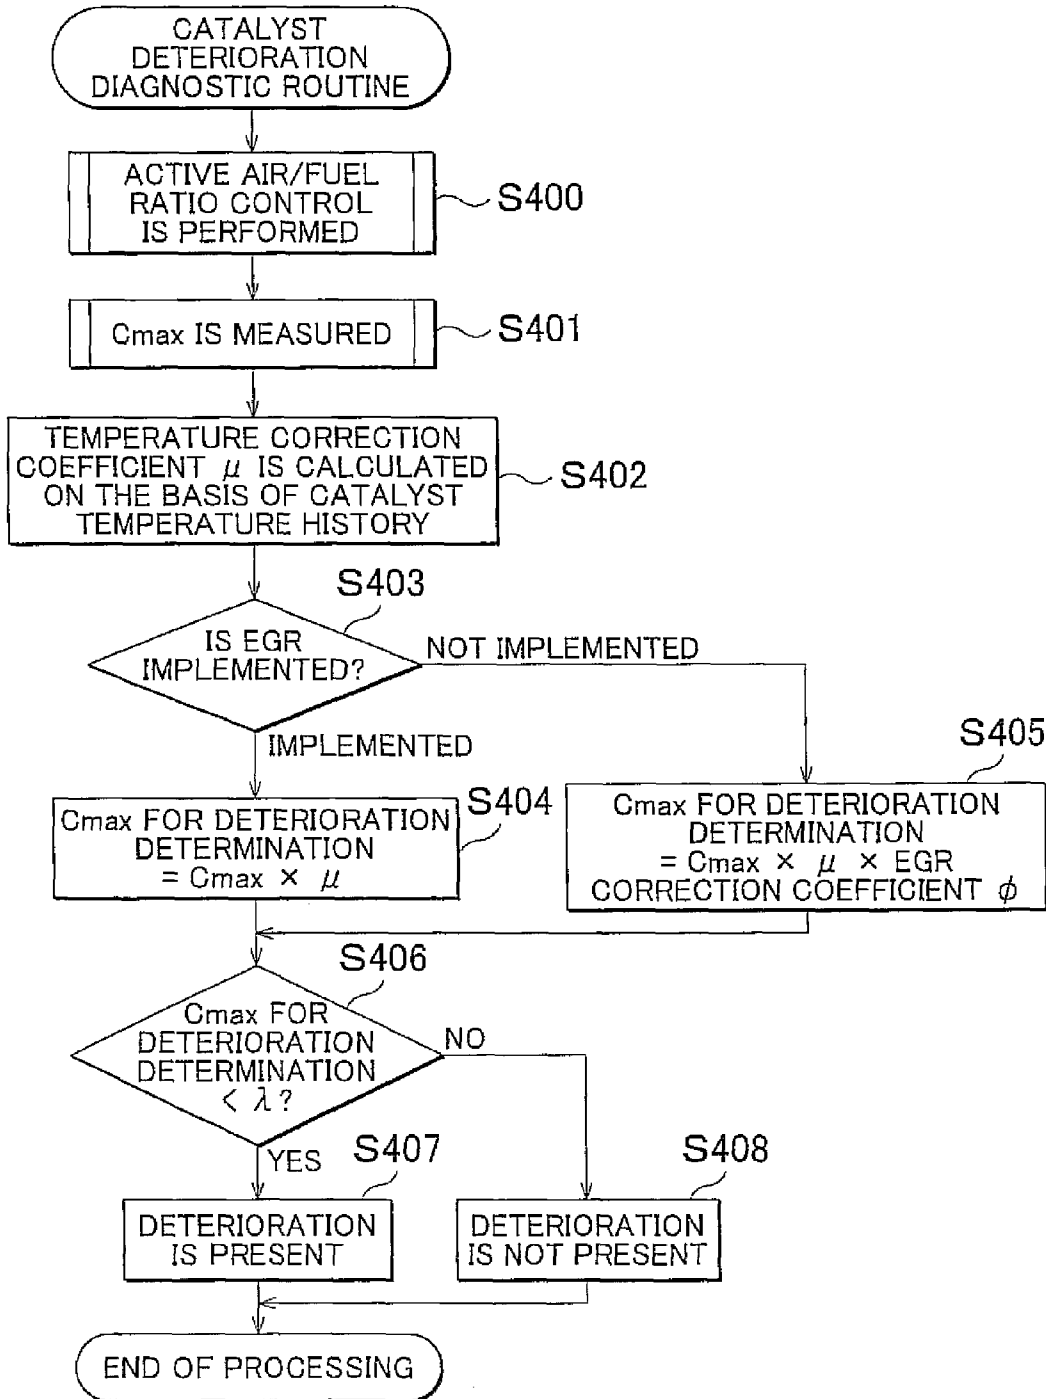 CATALYST
DETERIORATION
DIAGNOSTIC ROUTINE
ACTIVE AIR/FUEL
RATIO CONTROL
IS PERFORMED
S400
Cmax IS MEASURED
S401
TEMPERATURE CORRECTION
COEFFICIENT μ IS CALCULATED
ON THE BASIS OF CATALYST
TEMPERATURE HISTORY
S402
S403
IS EGR
IMPLEMENTED?
NOT IMPLEMENTED
IMPLEMENTED
S404
Cmax FOR DETERIORATION
DETERMINATION
= Cmax × μ
S405
Cmax FOR DETERIORATION
DETERMINATION
= Cmax × μ × EGR
CORRECTION COEFFICIENT ϕ
S406
Cmax FOR
DETERIORATION
DETERMINATION
< λ?
NO
YES
S407
DETERIORATION
IS PRESENT
S408
DETERIORATION
IS NOT PRESENT
END OF PROCESSING